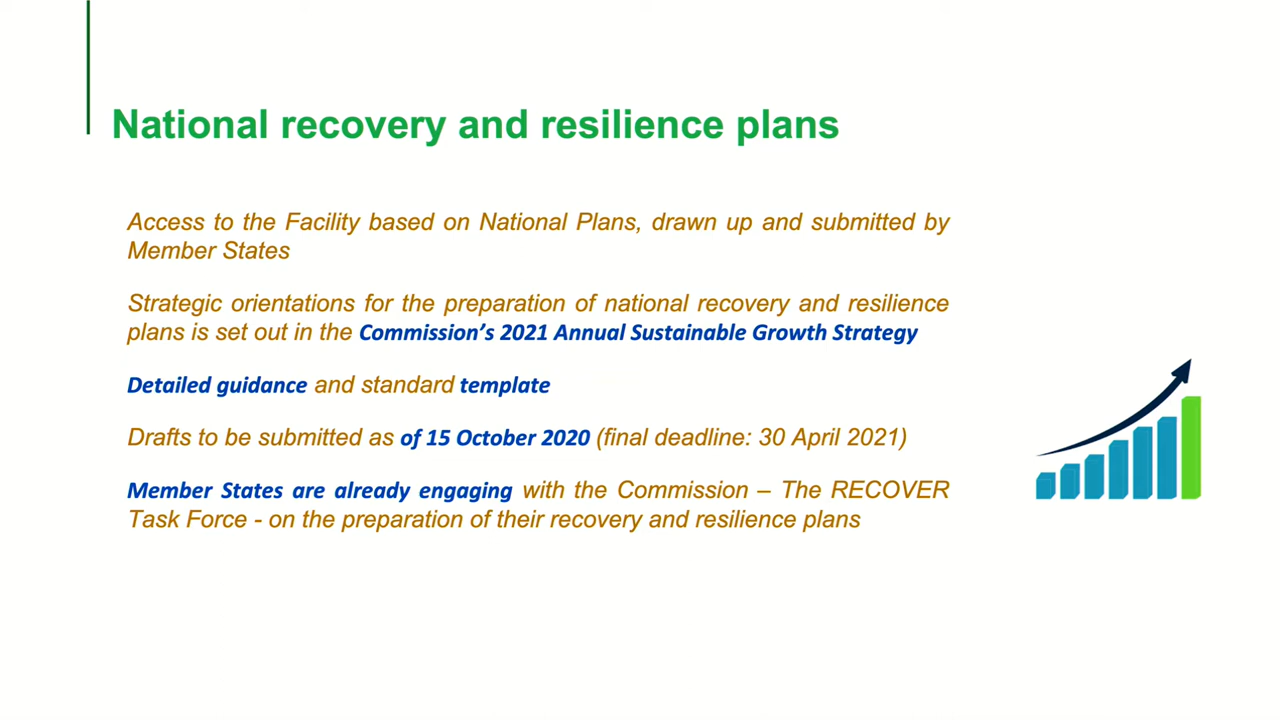 National recovery and resilience plans
Access to the Facility based on National Plans, drawn up and submitted by
Member States
Strategic orientations for the preparation of national recovery and resilience
plans is set out in the Commission's 2021 Annual Sustainable Growth Strategy
Detailed guidance and standard template
Drafts to be submitted as of 15 October 2020 (final deadline: 30 April 2021)
Member States are already engaging with the Commission – The RECOVER
Task Force - on the preparation of their recovery and resilience plans